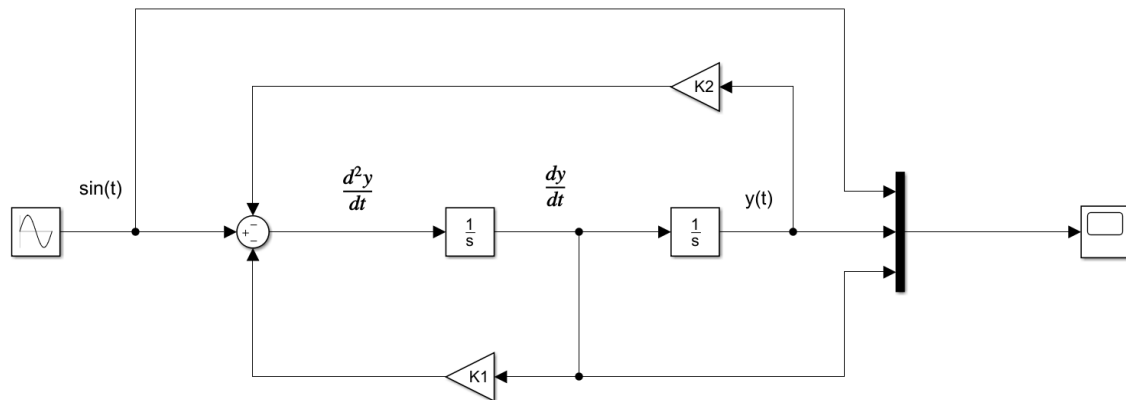 K2
sin(t)
d²y
dt
dy
dt
y(t)
−
+
−
1
s
1
s
K1